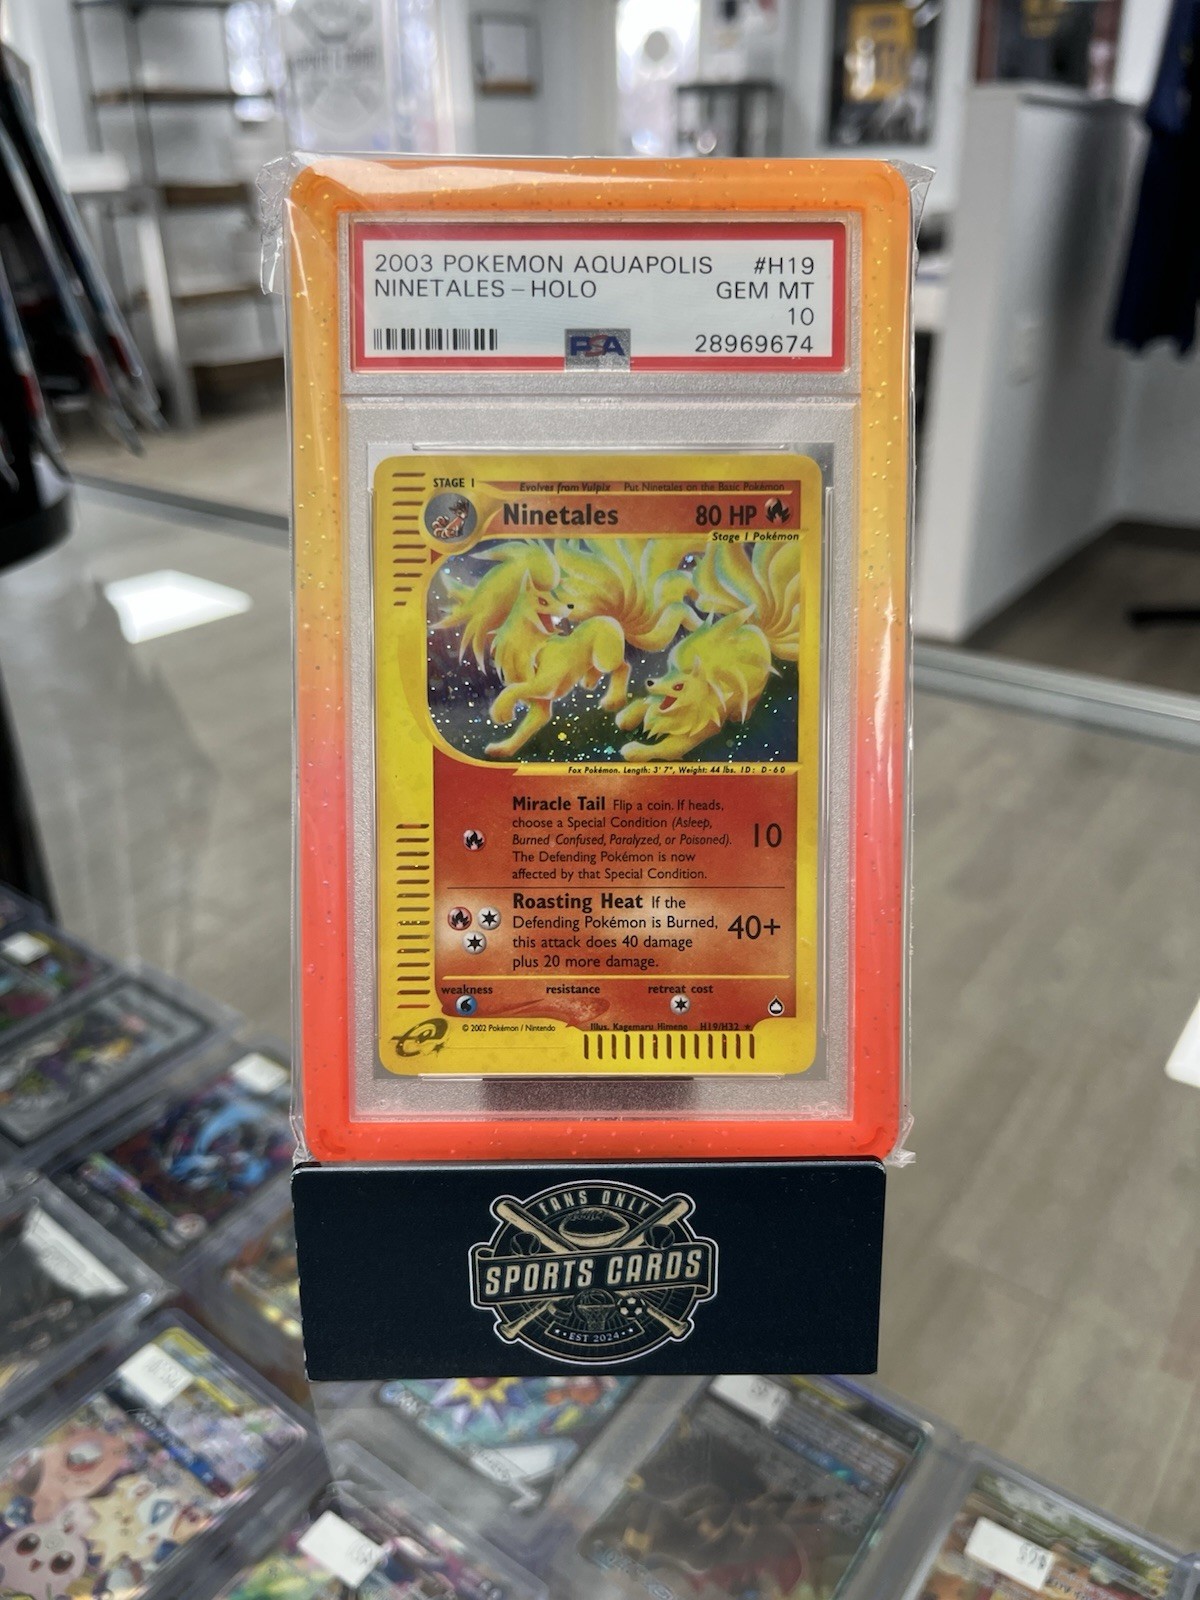 2003 POKEMON AQUAPOLIS #H19
NINETALES - HOLO GEM MT
10
PSA 28969674
STAGE 1 Evolves from Vulpix Put Ninetales on the Basic Pokémon
Ninetales 80 HP
Stage 1 Pokémon
Fox Pokémon. Length: 3' 7", Weight: 44 lbs. ID: D-60
Miracle Tail Flip a coin. If heads,
choose a Special Condition (Asleep,
Burned Confused, Paralyzed, or Poisoned).
The Defending Pokémon is now
affected by that Special Condition.
10
Roasting Heat If the
Defending Pokémon is Burned,
this attack does 40 damage
plus 20 more damage.
40+
weakness resistance retreat cost
© 2002 Pokémon / Nintendo Illus. Kagemaru Himeno H19/H32
e
FANS ONLY
SPORTS CARDS
EST 2024